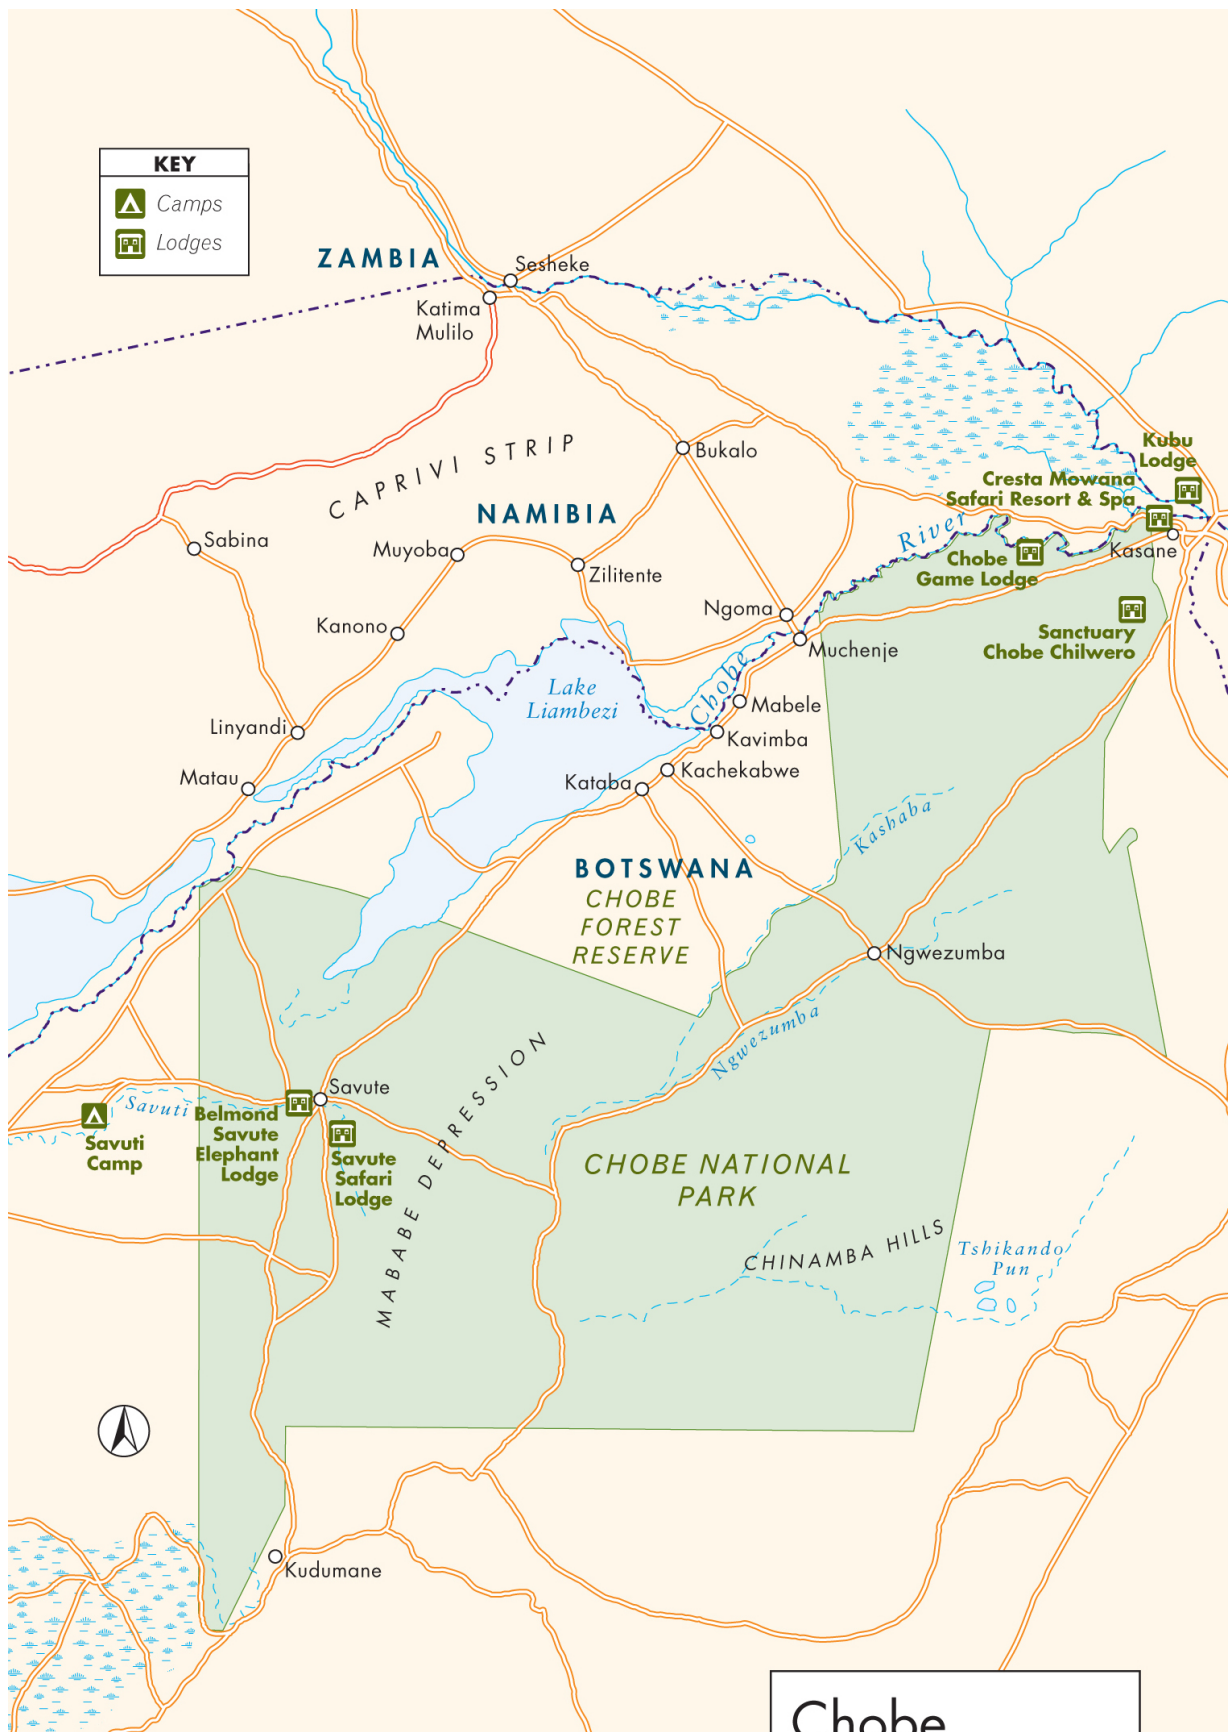 KEY
Camps
Lodges
ZAMBIA
Sesheke
Katima
Mulilo
CAPRIVI STRIP
Bukalo
Kubu
Lodge
Cresta Mowana
Safari Resort & Spa
NAMIBIA
River
Sabina
Muyoba
Zilitente
Chobe
Game Lodge
Kasane
Ngoma
Kanono
Muchenje
Sanctuary
Chobe Chilwero
Lake
Liambezi
Chobe
Mabele
Linyandi
Kavimba
Matau
Kataba
Kachekabwe
Kashaba
BOTSWANA
CHOBE
FOREST
RESERVE
Ngwezumba
Ngwezumba
MABABE DEPRESSION
Savute
Savuti
Belmond
Savute
Elephant
Lodge
Savuti
Camp
Savute
Safari
Lodge
CHOBE NATIONAL
PARK
CHINAMBA HILLS
Tshikando
Pun
Kudumane
Chobe